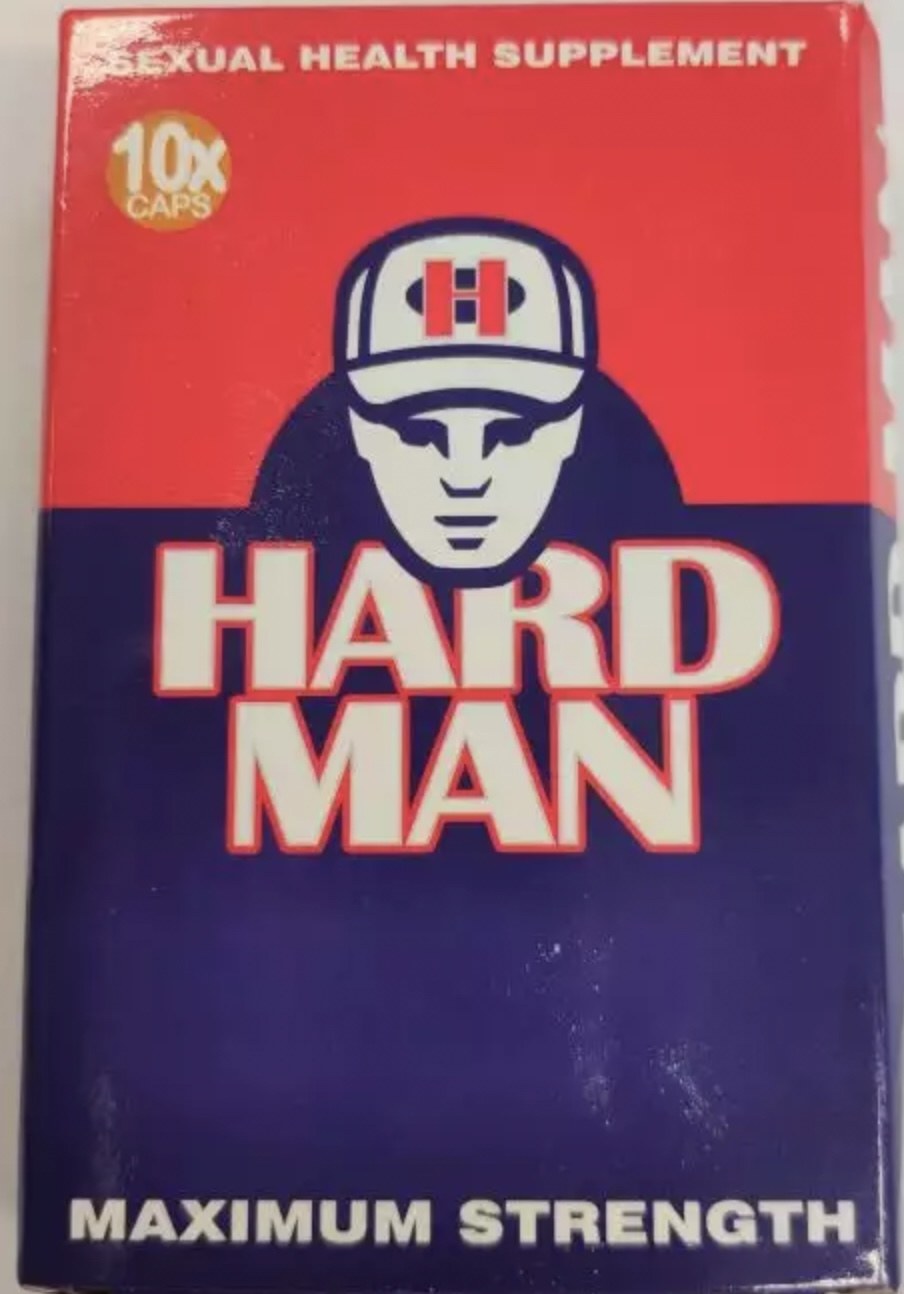 SEXUAL HEALTH SUPPLEMENT
10x
CAPS
H
HARD
MAN
MAXIMUM STRENGTH